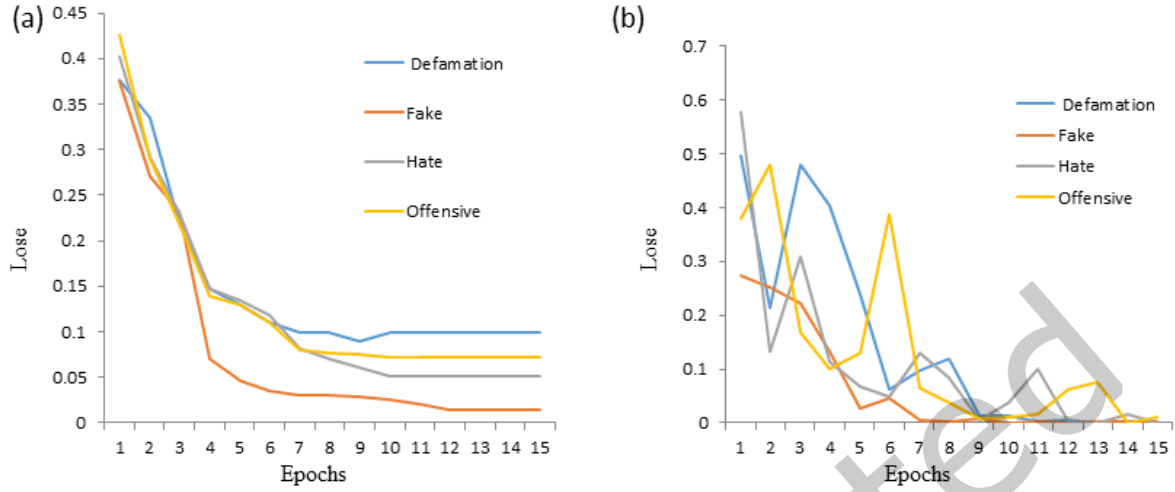 (a)
0.45
0.4
0.35
0.3
0.25
0.2
0.15
0.1
0.05
0
Lose
1 2 3 4 5 6 7 8 9 10 11 12 13 14 15
Epochs
Defamation
Fake
Hate
Offensive
(b)
0.7
0.6
0.5
0.4
0.3
0.2
0.1
0
Lose
1 2 3 4 5 6 7 8 9 10 11 12 13 14 15
Epochs
Defamation
Fake
Hate
Offensive